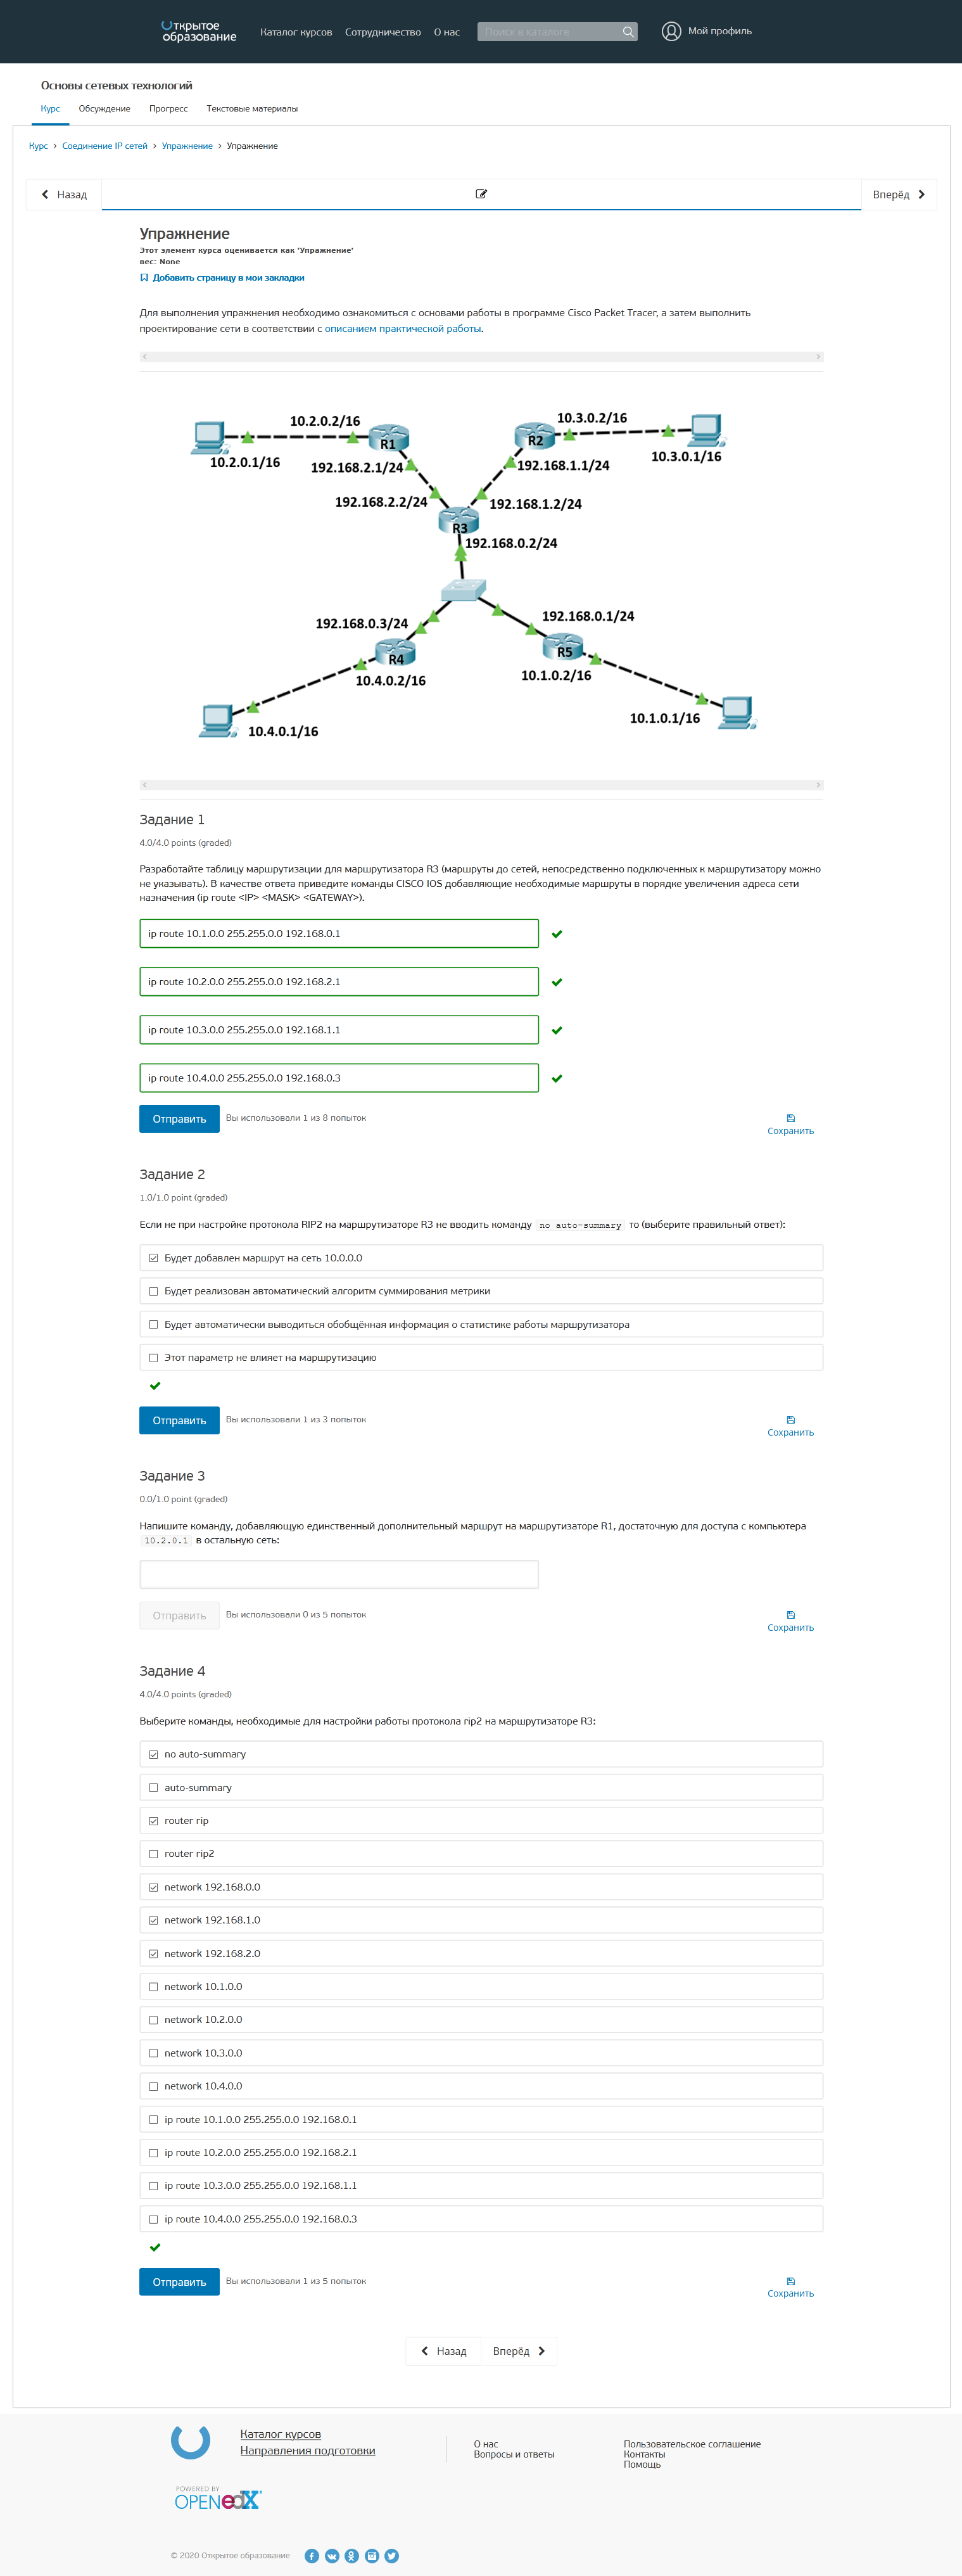 Открытое
образование
Каталог курсов Сотрудничество О нас Поиск в каталоге Мой профиль
Основы сетевых технологий
Курс Обсуждение Прогресс Текстовые материалы
Курс > Соединение IP сетей > Упражнение > Упражнение
Назад Вперёд
Упражнение
Этот элемент курса оценивается как 'Упражнение'
вес: None
Добавить страницу в мои закладки
Для выполнения упражнения необходимо ознакомиться с основами работы в программе Cisco Packet Tracer, а затем выполнить
проектирование сети в соответствии с описанием практической работы.
10.2.0.2/16 10.3.0.2/16
R1 R2
10.2.0.1/16 10.3.0.1/16
192.168.2.1/24 192.168.1.1/24
192.168.2.2/24 192.168.1.2/24
R3
192.168.0.2/24
192.168.0.3/24 192.168.0.1/24
R4 R5
10.4.0.2/16 10.1.0.2/16
10.4.0.1/16 10.1.0.1/16
Задание 1
4.0/4.0 points (graded)
Разработайте таблицу маршрутизации для маршрутизатора R3 (маршруты до сетей, непосредственно подключенных к маршрутизатору можно
не указывать). В качестве ответа приведите команды CISCO IOS добавляющие необходимые маршруты в порядке увеличения адреса сети
назначения (ip route <IP> <MASK> <GATEWAY>).
ip route 10.1.0.0 255.255.0.0 192.168.0.1
ip route 10.2.0.0 255.255.0.0 192.168.2.1
ip route 10.3.0.0 255.255.0.0 192.168.1.1
ip route 10.4.0.0 255.255.0.0 192.168.0.3
Отправить Вы использовали 1 из 8 попыток
Сохранить
Задание 2
1.0/1.0 point (graded)
Если не при настройке протокола RIP2 на маршрутизаторе R3 не вводить команду no auto-summary то (выберите правильный ответ):
Будет добавлен маршрут на сеть 10.0.0.0
Будет реализован автоматический алгоритм суммирования метрики
Будет автоматически выводиться обобщённая информация о статистике работы маршрутизатора
Этот параметр не влияет на маршрутизацию
Отправить Вы использовали 1 из 3 попыток
Сохранить
Задание 3
0.0/1.0 point (graded)
Напишите команду, добавляющую единственный дополнительный маршрут на маршрутизаторе R1, достаточную для доступа с компьютера
10.2.0.1 в остальную сеть:
Отправить Вы использовали 0 из 5 попыток
Сохранить
Задание 4
4.0/4.0 points (graded)
Выберите команды, необходимые для настройки работы протокола rip2 на маршрутизаторе R3:
no auto-summary
auto-summary
router rip
router rip2
network 192.168.0.0
network 192.168.1.0
network 192.168.2.0
network 10.1.0.0
network 10.2.0.0
network 10.3.0.0
network 10.4.0.0
ip route 10.1.0.0 255.255.0.0 192.168.0.1
ip route 10.2.0.0 255.255.0.0 192.168.2.1
ip route 10.3.0.0 255.255.0.0 192.168.1.1
ip route 10.4.0.0 255.255.0.0 192.168.0.3
Отправить Вы использовали 1 из 5 попыток
Сохранить
Назад Вперёд
Каталог курсов
Направления подготовки
О нас
Вопросы и ответы
Пользовательское соглашение
Контакты
Помощь
POWERED BY
OPEN edX
© 2020 Открытое образование